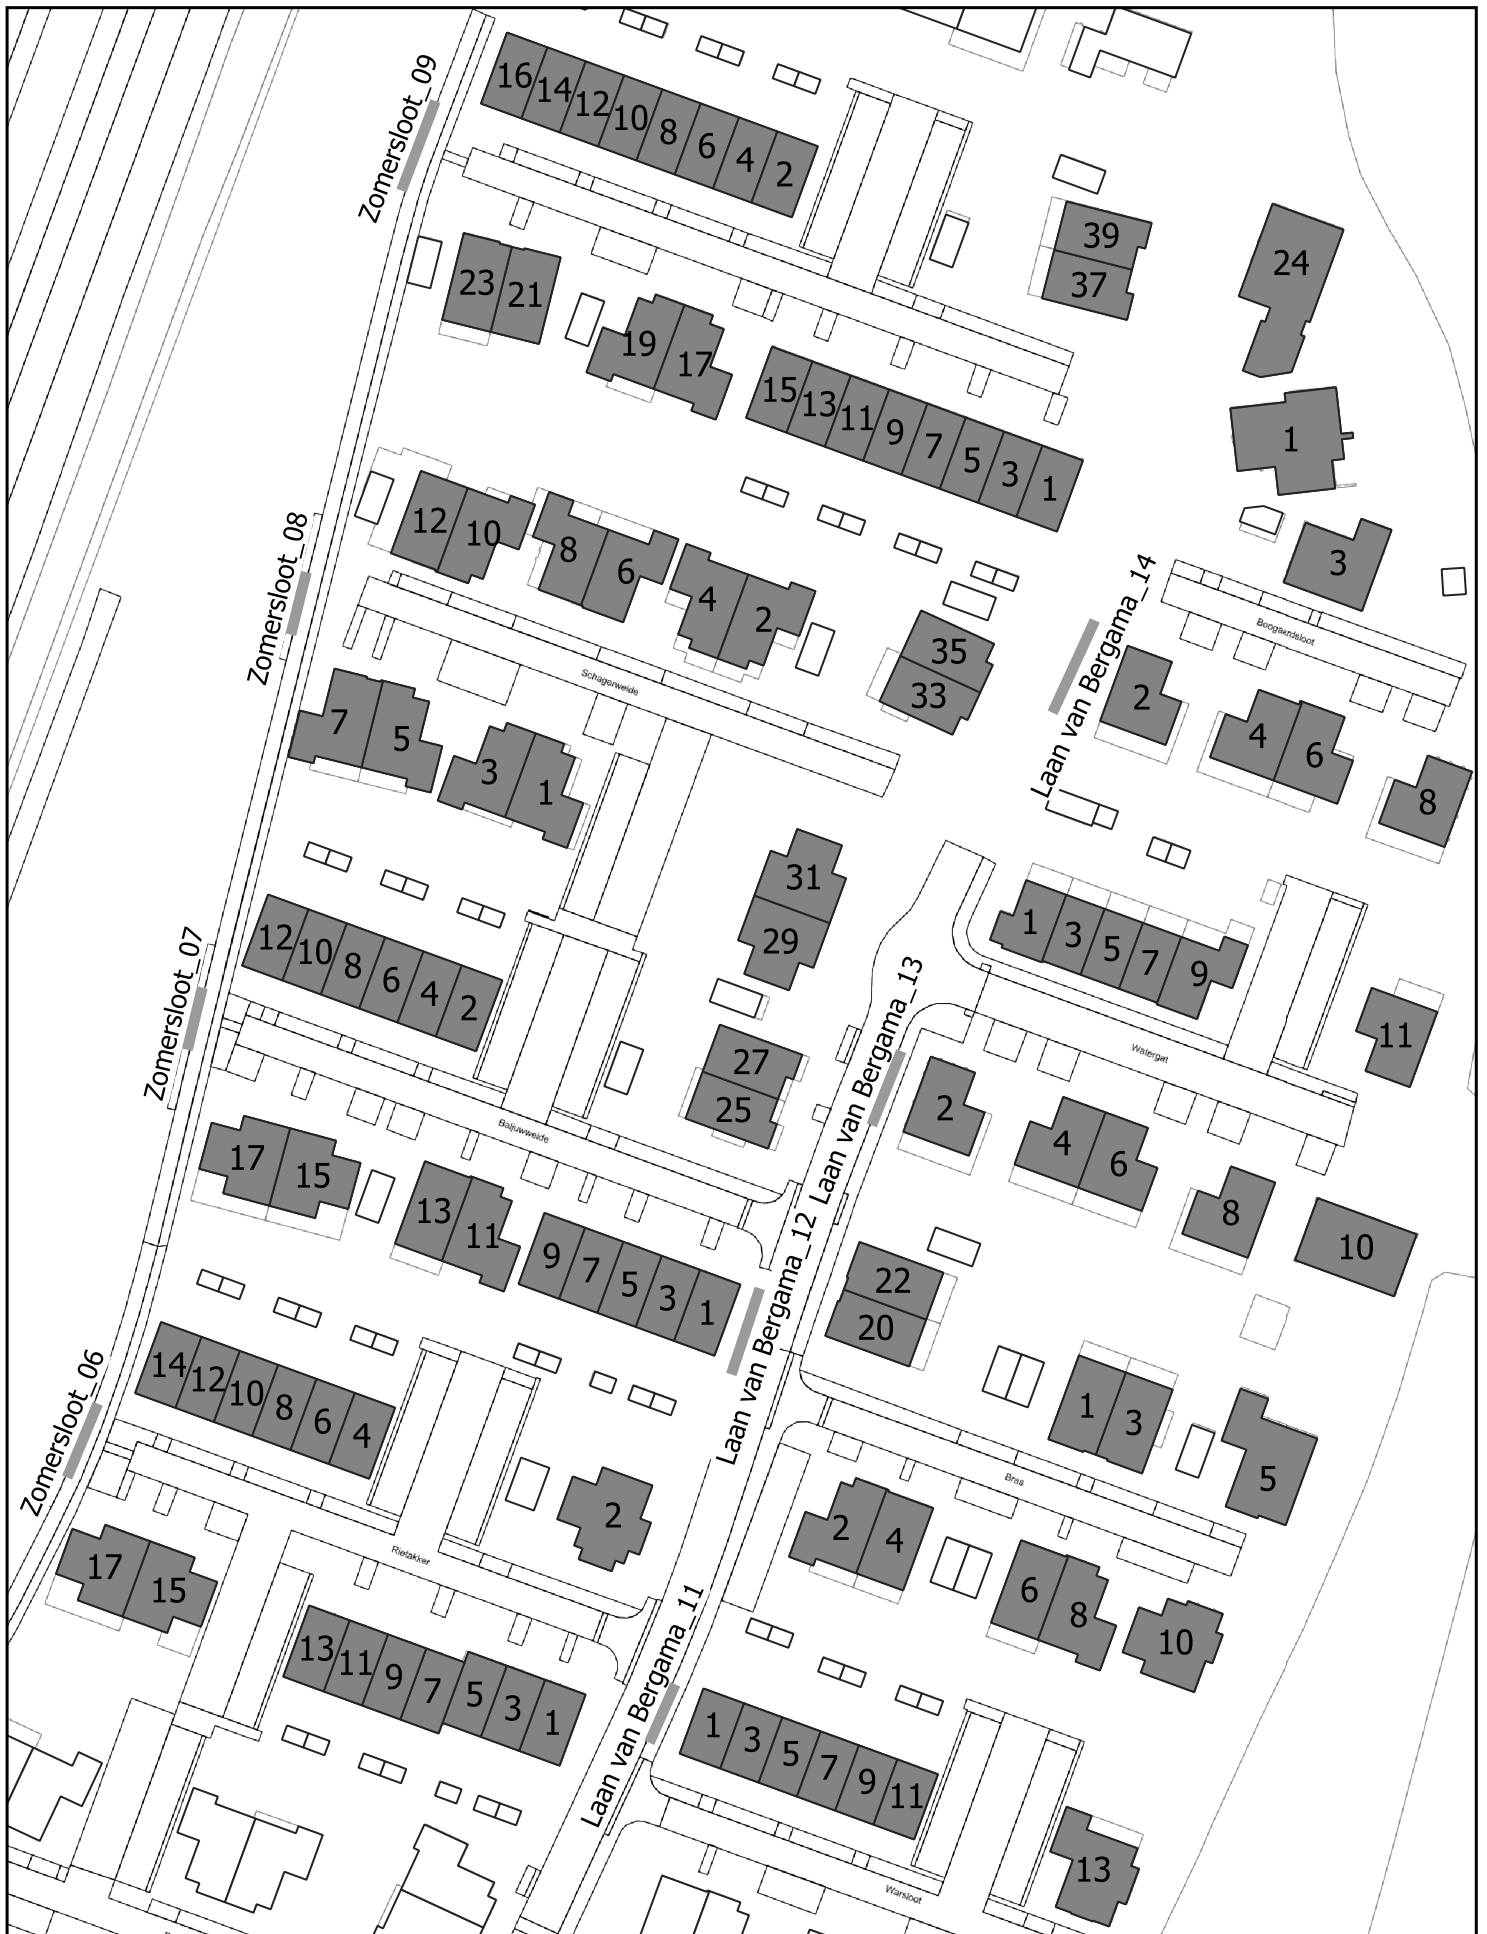 Zomersloot_09
16 14 12 10 8 6 4 2
39
37
24
23 21
19 17
15 13 11 9 7 5 3 1
1
3
Zomersloot_08
12 10
8 6
4 2
35
33
Laan van Bergama_14
Boogaardsloot
Schagerweide
2
4 6
8
7 5
3 1
31
29
Zomersloot_07
12 10 8 6 4 2
1 3 5 7 9
11
Laan van Bergama_13
Watergat
27
25
2
4 6
8
10
Baljuwweide
17 15
13 11
9 7 5 3 1
Laan van Bergama_12
22
20
Zomersloot_06
14 12 10 8 6 4
1 3
5
Bras
2
2 4
6 8
10
Rietakker
17 15
13 11 9 7 5 3 1
Laan van Bergama_11
1 3 5 7 9 11
13
Warsloot